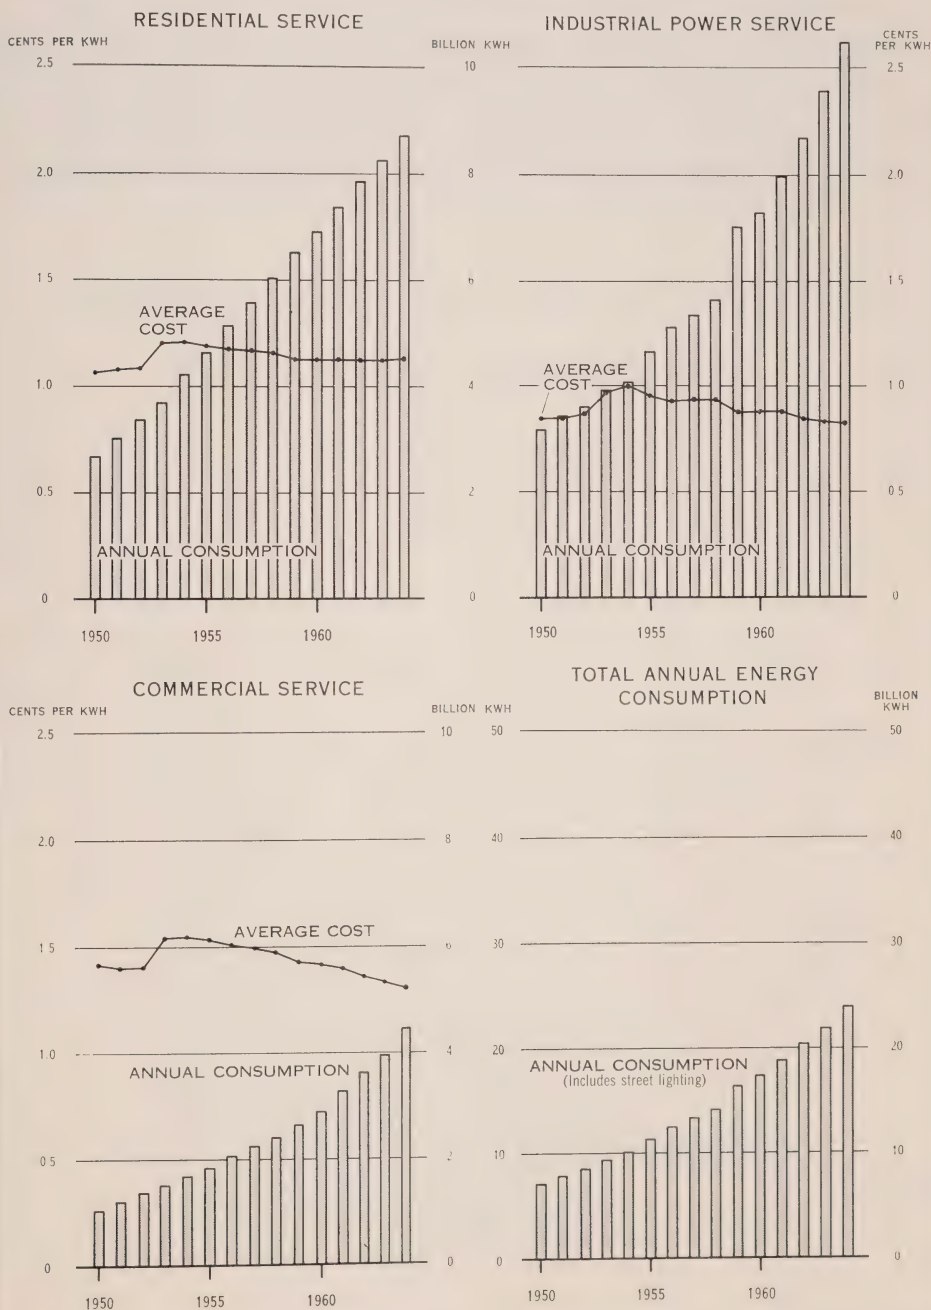 RESIDENTIAL SERVICE
CENTS PER KWH
BILLION KWH
2.5
10
2.0
8
1 5
6
1.0
4
0 5
2
0
0
AVERAGE
COST
ANNUAL CONSUMPTION
1950
1955
1960
INDUSTRIAL POWER SERVICE
CENTS
PER KWH
2.5
2.0
1 5
1.0
0 5
0
AVERAGE
COST
ANNUAL CONSUMPTION
1950
1955
1960
COMMERCIAL SERVICE
CENTS PER KWH
BILLION KWH
2.5
10
2.0
8
1 5
6
1.0
4
0 5
2
0
0
AVERAGE COST
ANNUAL CONSUMPTION
1950
1955
1960
TOTAL ANNUAL ENERGY
CONSUMPTION
BILLION
KWH
50
50
40
40
30
30
20
20
10
10
0
0
ANNUAL CONSUMPTION
(Includes street lighting)
1950
1955
1960